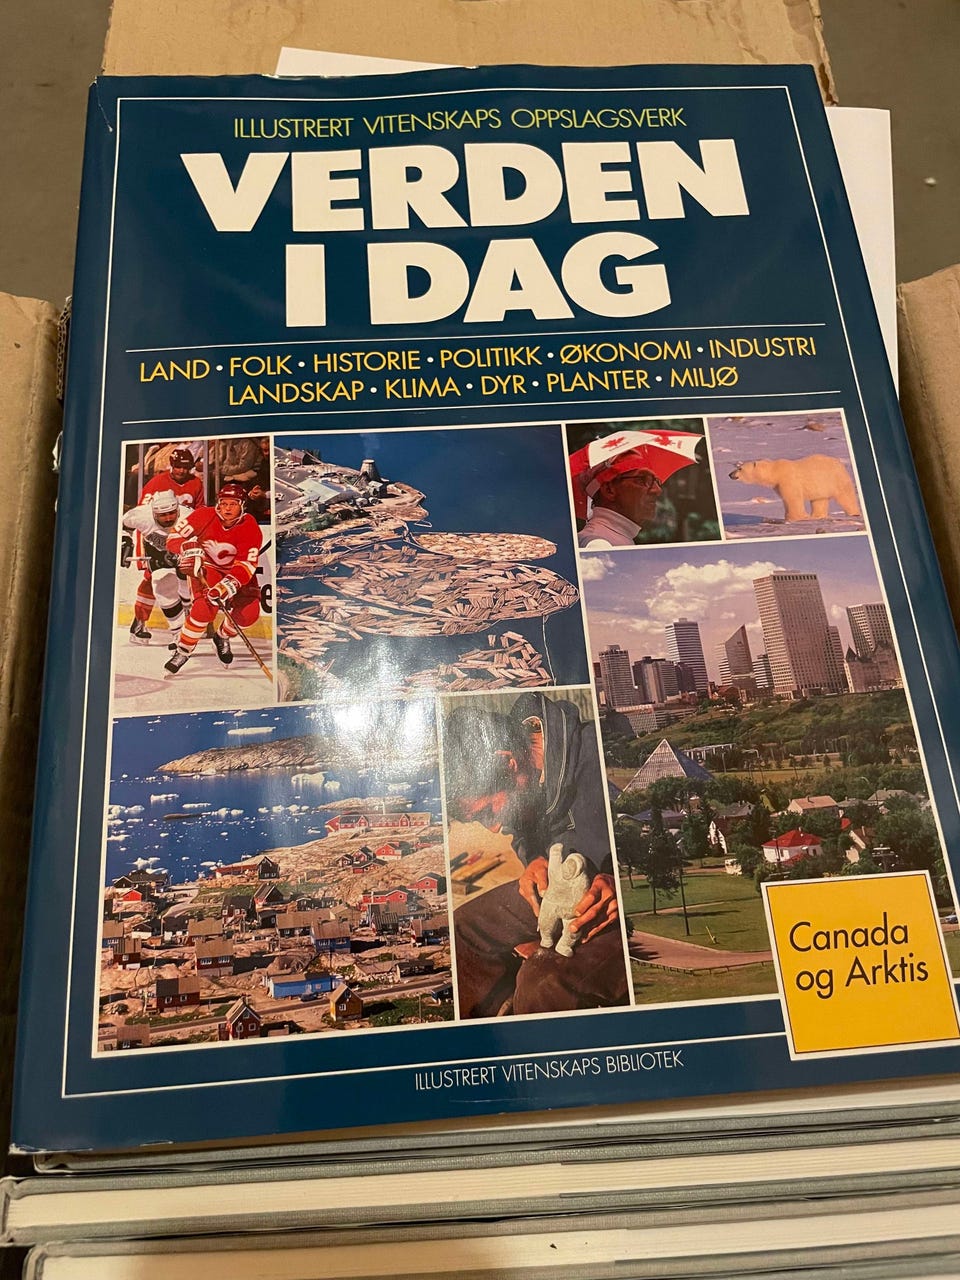 ILLUSTRERT VITENSKAPS OPPSLAGSVERK
VERDEN
I DAG
LAND • FOLK • HISTORIE • POLITIKK • ØKONOMI • INDUSTRI
LANDSKAP • KLIMA • DYR • PLANTER • MILJØ
20
Canada
og Arktis
ILLUSTRERT VITENSKAPS BIBLIOTEK